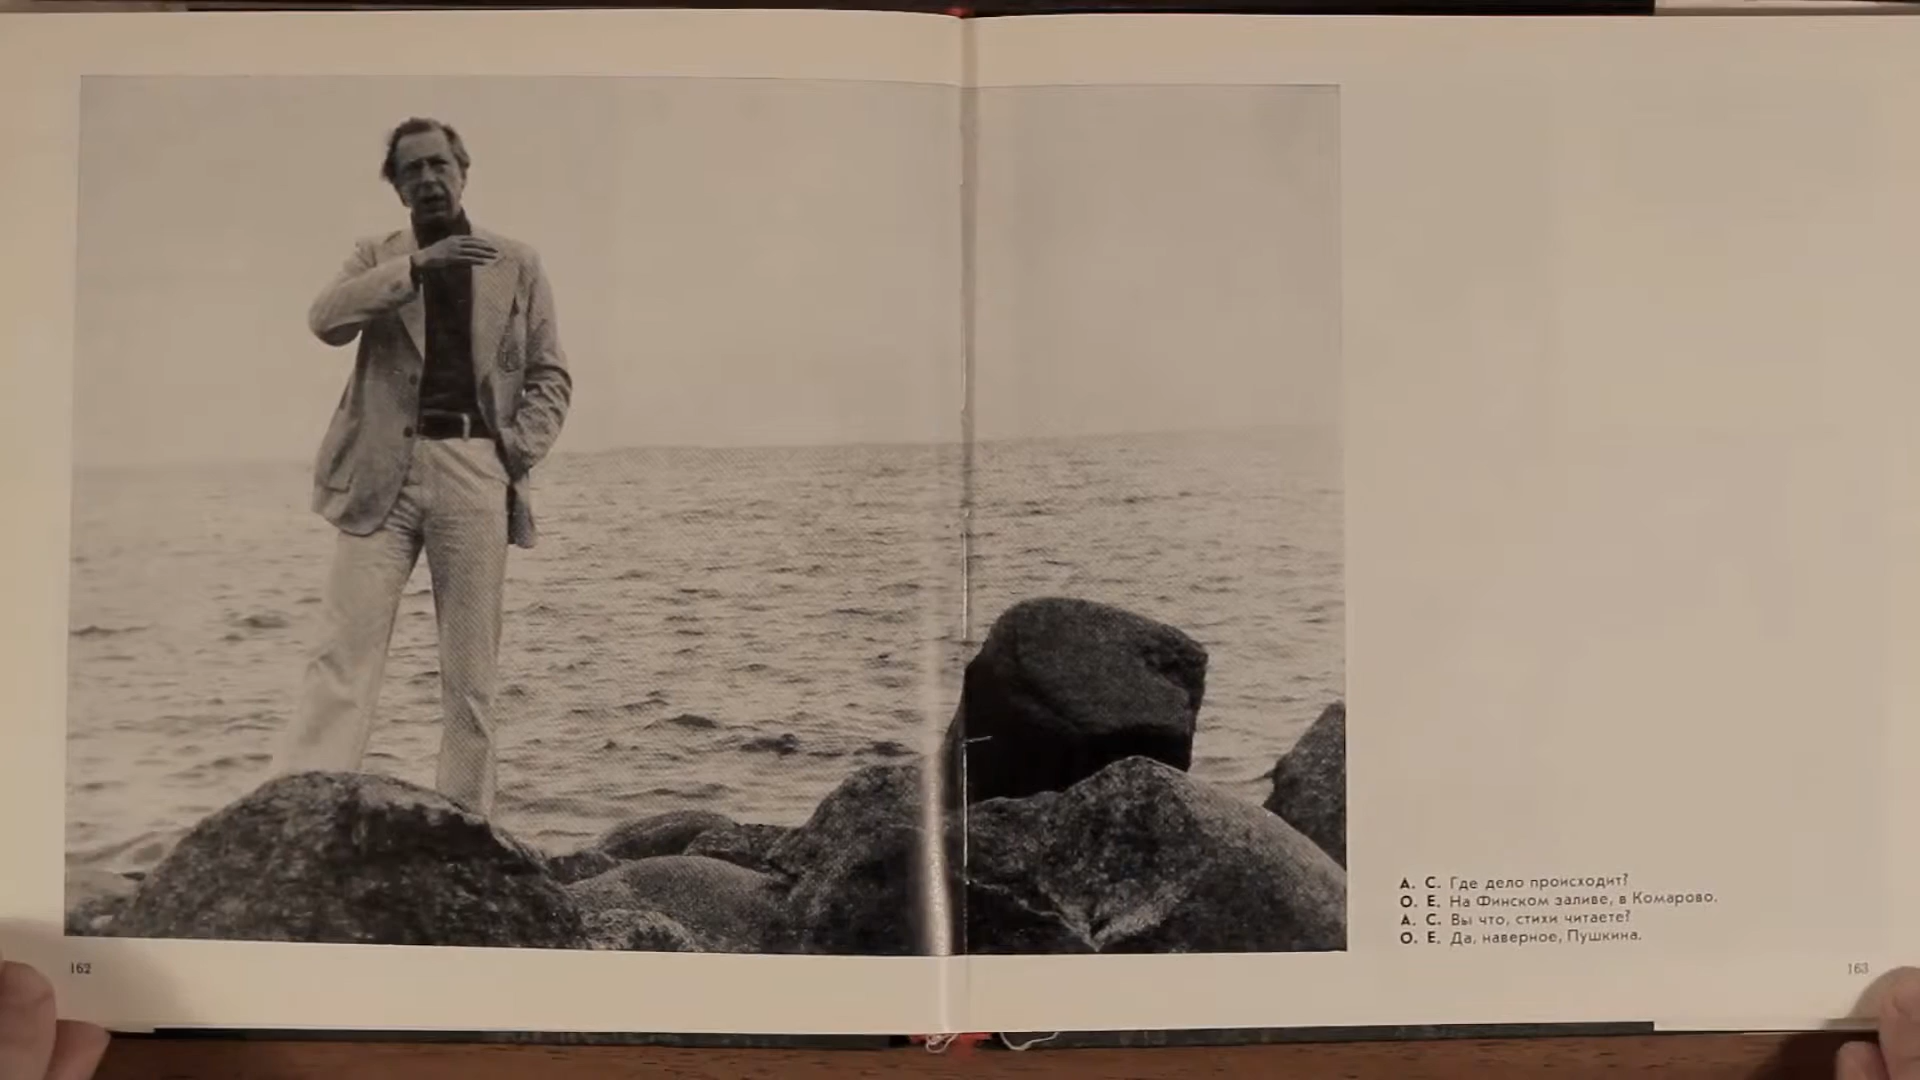 А. С. Где дело происходит?
О. Е. На Финском заливе, в Комарово.
А. С. Вы что, стихи читаете?
О. Е. Да, наверное, Пушкина.
162
163